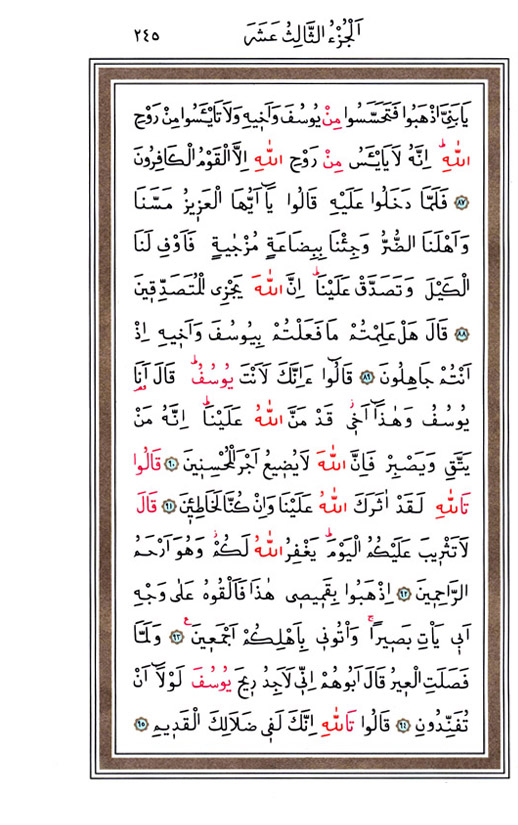 اَلْجُزْءُ الثَّالِثُ عَشَرَ ٢٤٥
يَا بَنِيَّ اذْهَبُوا فَتَحَسَّسُوا مِنْ يُوسُفَ وَاَخ۪يهِ وَلَا تَا۬يْـَٔسُوا مِنْ رَوْحِ
اللّٰهِۜ اِنَّهُ لَا يَا۬يْـَٔسُ مِنْ رَوْحِ اللّٰهِ اِلَّا الْقَوْمُ الْكَافِرُونَ
﴿٨٧﴾ فَلَمَّا دَخَلُوا عَلَيْهِ قَالُوا يَٓا اَيُّهَا الْعَز۪يزُ مَسَّنَا
وَاَهْلَنَا الضُّرُّ وَجِئْنَا بِبِضَاعَةٍ مُزْجٰيةٍ فَاَوْفِ لَنَا
الْكَيْلَ وَتَصَدَّقْ عَلَيْنَاۜ اِنَّ اللّٰهَ يَجْزِي الْمُتَصَدِّق۪ينَ
﴿٨٨﴾ قَالَ هَلْ عَلِمْتُمْ مَا فَعَلْتُمْ بِيُوسُفَ وَاَخ۪يهِ اِذْ
اَنْتُمْ جَاهِلُونَ ﴿٨٩﴾ قَالُٓوا ءَاِنَّكَ لَاَنْتَ يُوسُفُۜ قَالَ اَنَا۬
يُوسُفُ وَهٰذَٓا اَخ۪يۘ قَدْ مَنَّ اللّٰهُ عَلَيْنَاۜ اِنَّهُ مَنْ
يَتَّقِ وَيَصْبِرْ فَاِنَّ اللّٰهَ لَا يُض۪يعُ اَجْرَ الْمُحْسِن۪ينَ ﴿٩٠﴾ قَالُوا
تَاللّٰهِ لَقَدْ اٰثَرَكَ اللّٰهُ عَلَيْنَا وَاِنْ كُنَّا لَخَاطِـ۪ٔينَ ﴿٩١﴾ قَالَ
لَا تَثْر۪يبَ عَلَيْكُمُ الْيَوْمَۜ يَغْفِرُ اللّٰهُ لَكُمْۘ وَهُوَ اَرْحَمُ
الرَّاحِم۪ينَ ﴿٩٢﴾ اِذْهَبُوا بِقَم۪يص۪ي هٰذَا فَاَلْقُوهُ عَلٰى وَجْهِ
اَب۪ي يَأْتِ بَص۪يراًۚ وَأْتُون۪ي بِاَهْلِكُمْ اَجْمَع۪ينَ۟ ﴿٩٣﴾ وَلَمَّا
فَصَلَتِ الْع۪يرُ قَالَ اَبُوهُمْ اِنّ۪ي لَاَجِدُ ر۪يحَ يُوسُفَ لَوْلَٓا اَنْ
تُفَنِّدُونِ ﴿٩٤﴾ قَالُوا تَاللّٰهِ اِنَّكَ لَف۪ي ضَلَالِكَ الْقَد۪يمِ ﴿٩٥﴾